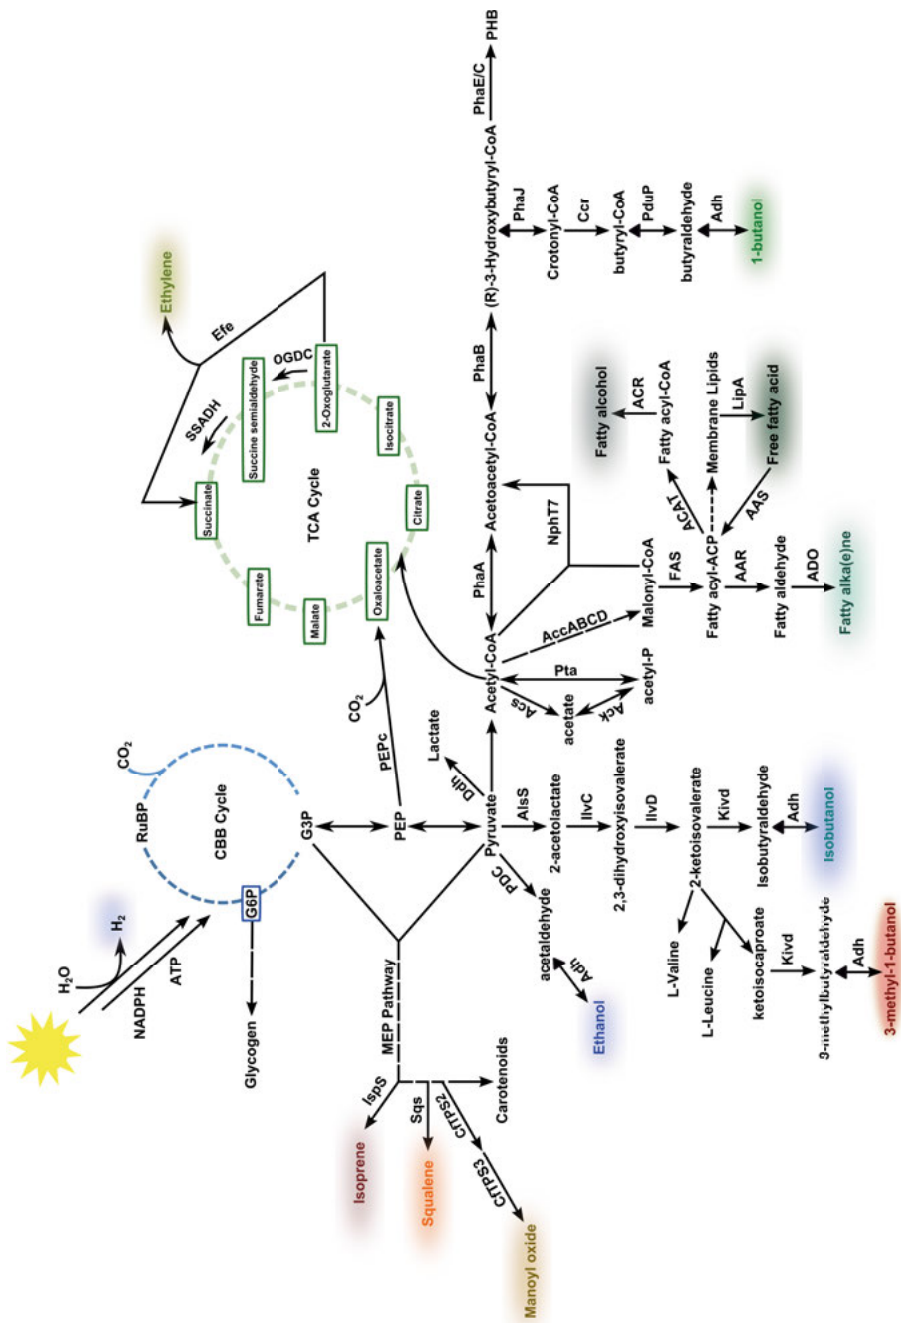 H2O
H2
NADPH
ATP
RuBP
CO2
CBB Cycle
G6P
Glycogen
G3P
PEP
PEPc
CO2
MEP Pathway
IspS
Isoprene
Sqs
Squalene
CfTPS2
CfTPS3
Manoyl oxide
Carotenoids
Ethylene
Efe
SSADH
OGDC
Succinate
Succine semialdehyde
2-Oxoglutarate
Fumarate
TCA Cycle
Isocitrate
Malate
Citrate
Oxaloacetate
Pyruvate
Ddh
Lactate
PDC
acetaldehyde
Adh
Ethanol
AlsS
2-acetolactate
IlvC
2,3-dihydroxyisovalerate
IlvD
2-ketoisovalerate
Kivd
Isobutyraldehyde
Adh
Isobutanol
L-Valine
L-Leucine
ketoisocaproate
Kivd
3-methylbutyraldehyde
Adh
3-methyl-1-butanol
Acetyl-CoA
Acs
acetate
Ack
Pta
acetyl-P
AccABCD
Malonyl-CoA
NphT7
FAS
Fatty acyl-ACP
AAR
Fatty aldehyde
ADO
Fatty alka(e)ne
ACAT
Fatty acyl-CoA
ACR
Fatty alcohol
Membrane Lipids
LipA
Free fatty acid
AAS
PhaA
Acetoacetyl-CoA
PhaB
(R)-3-Hydroxybutyryl-CoA
PhaE/C
PHB
PhaJ
Crotonyl-CoA
Ccr
butyryl-CoA
PduP
butyraldehyde
Adh
1-butanol